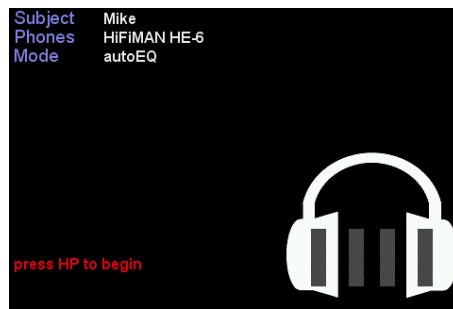 Subject Mike
Phones HiFiMAN HE-6
Mode autoEQ
press HP to begin